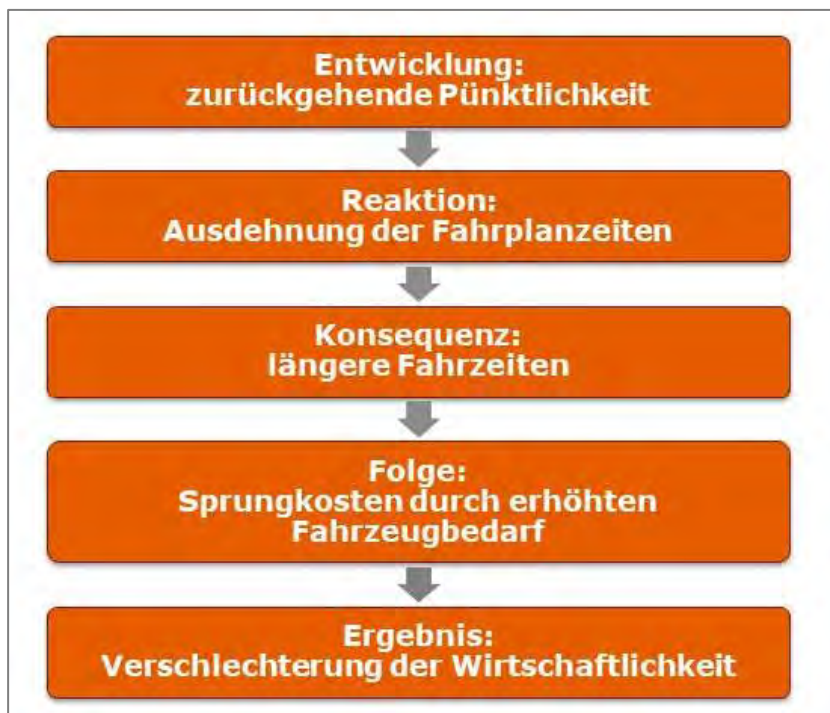 Entwicklung:
zurückgehende Pünktlichkeit
Reaktion:
Ausdehnung der Fahrplanzeiten
Konsequenz:
längere Fahrzeiten
Folge:
Sprungkosten durch erhöhten
Fahrzeugbedarf
Ergebnis:
Verschlechterung der Wirtschaftlichkeit